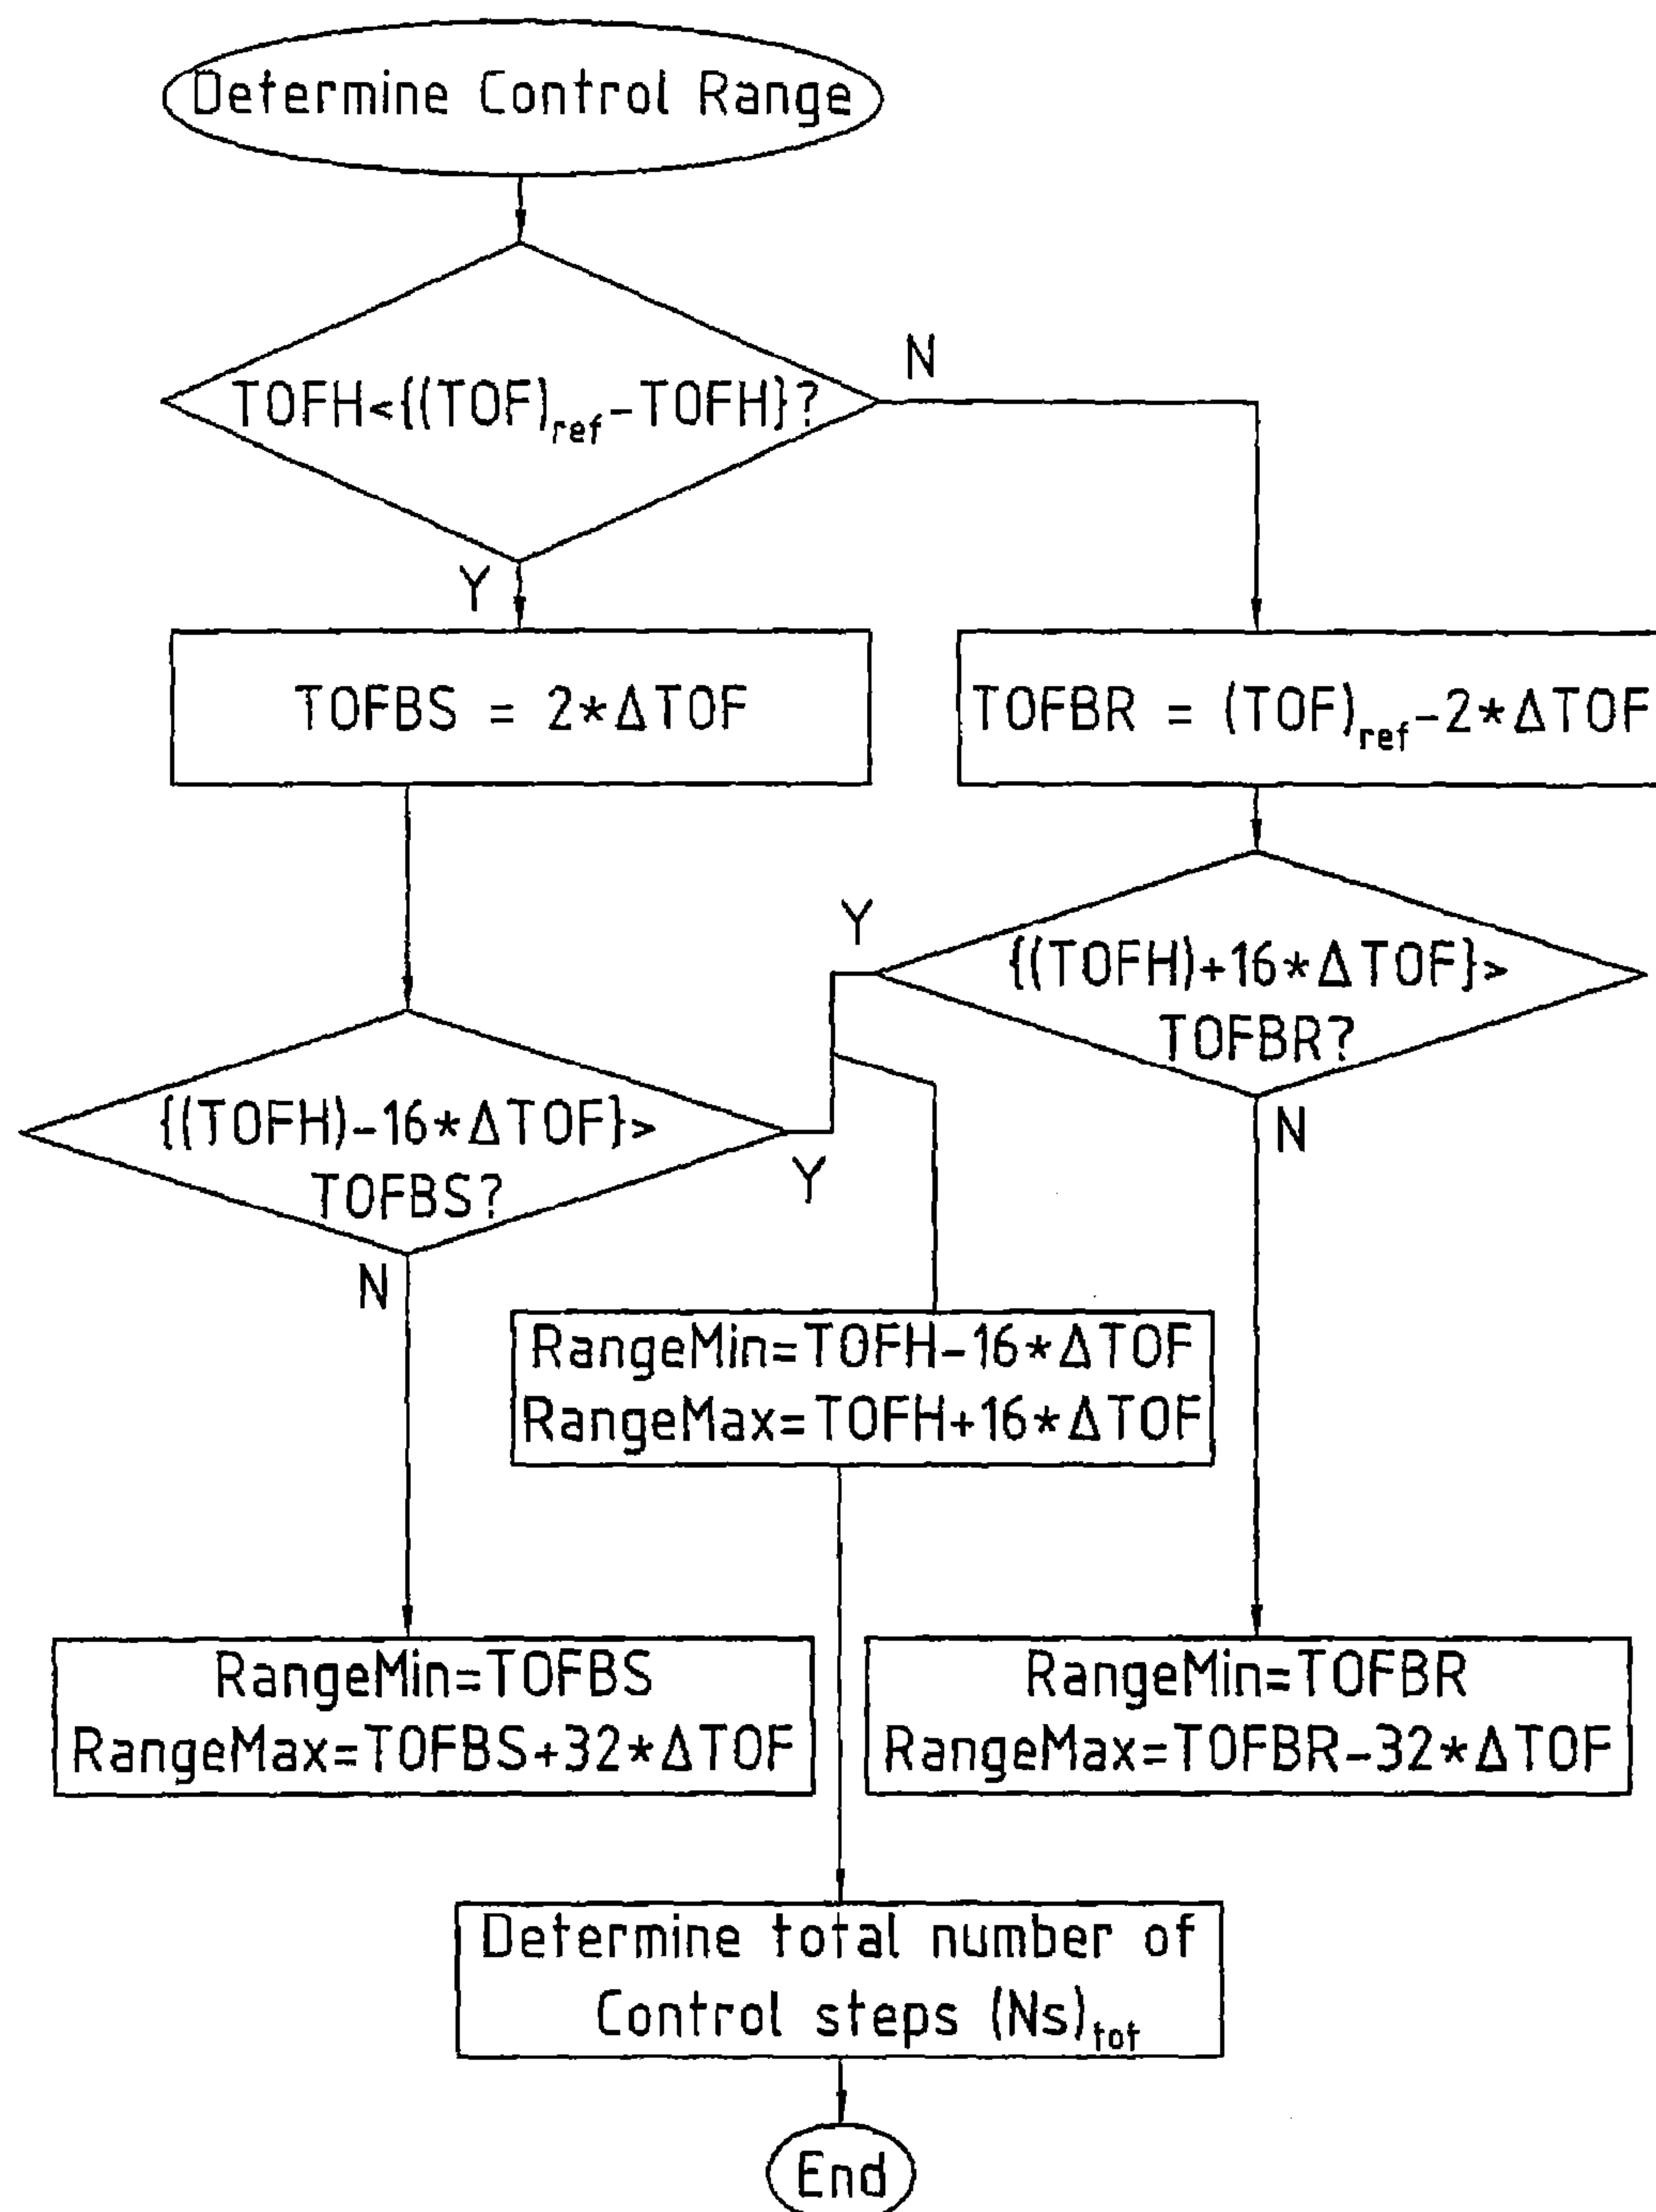 Determine Control Range
TOFH<{(TOF)ref-TOFH}?
N
Y
TOFBS = 2*ΔTOF
TOFBR = (TOF)ref-2*ΔTOF
Y
{(TOFH)+16*ΔTOF}>
TOFBR?
{(TOFH)-16*ΔTOF}>
TOFBS?
Y
N
N
RangeMin=TOFH-16*ΔTOF
RangeMax=TOFH+16*ΔTOF
RangeMin=TOFBS
RangeMax=TOFBS+32*ΔTOF
RangeMin=TOFBR
RangeMax=TOFBR-32*ΔTOF
Determine total number of
Control steps (Ns)tot
End